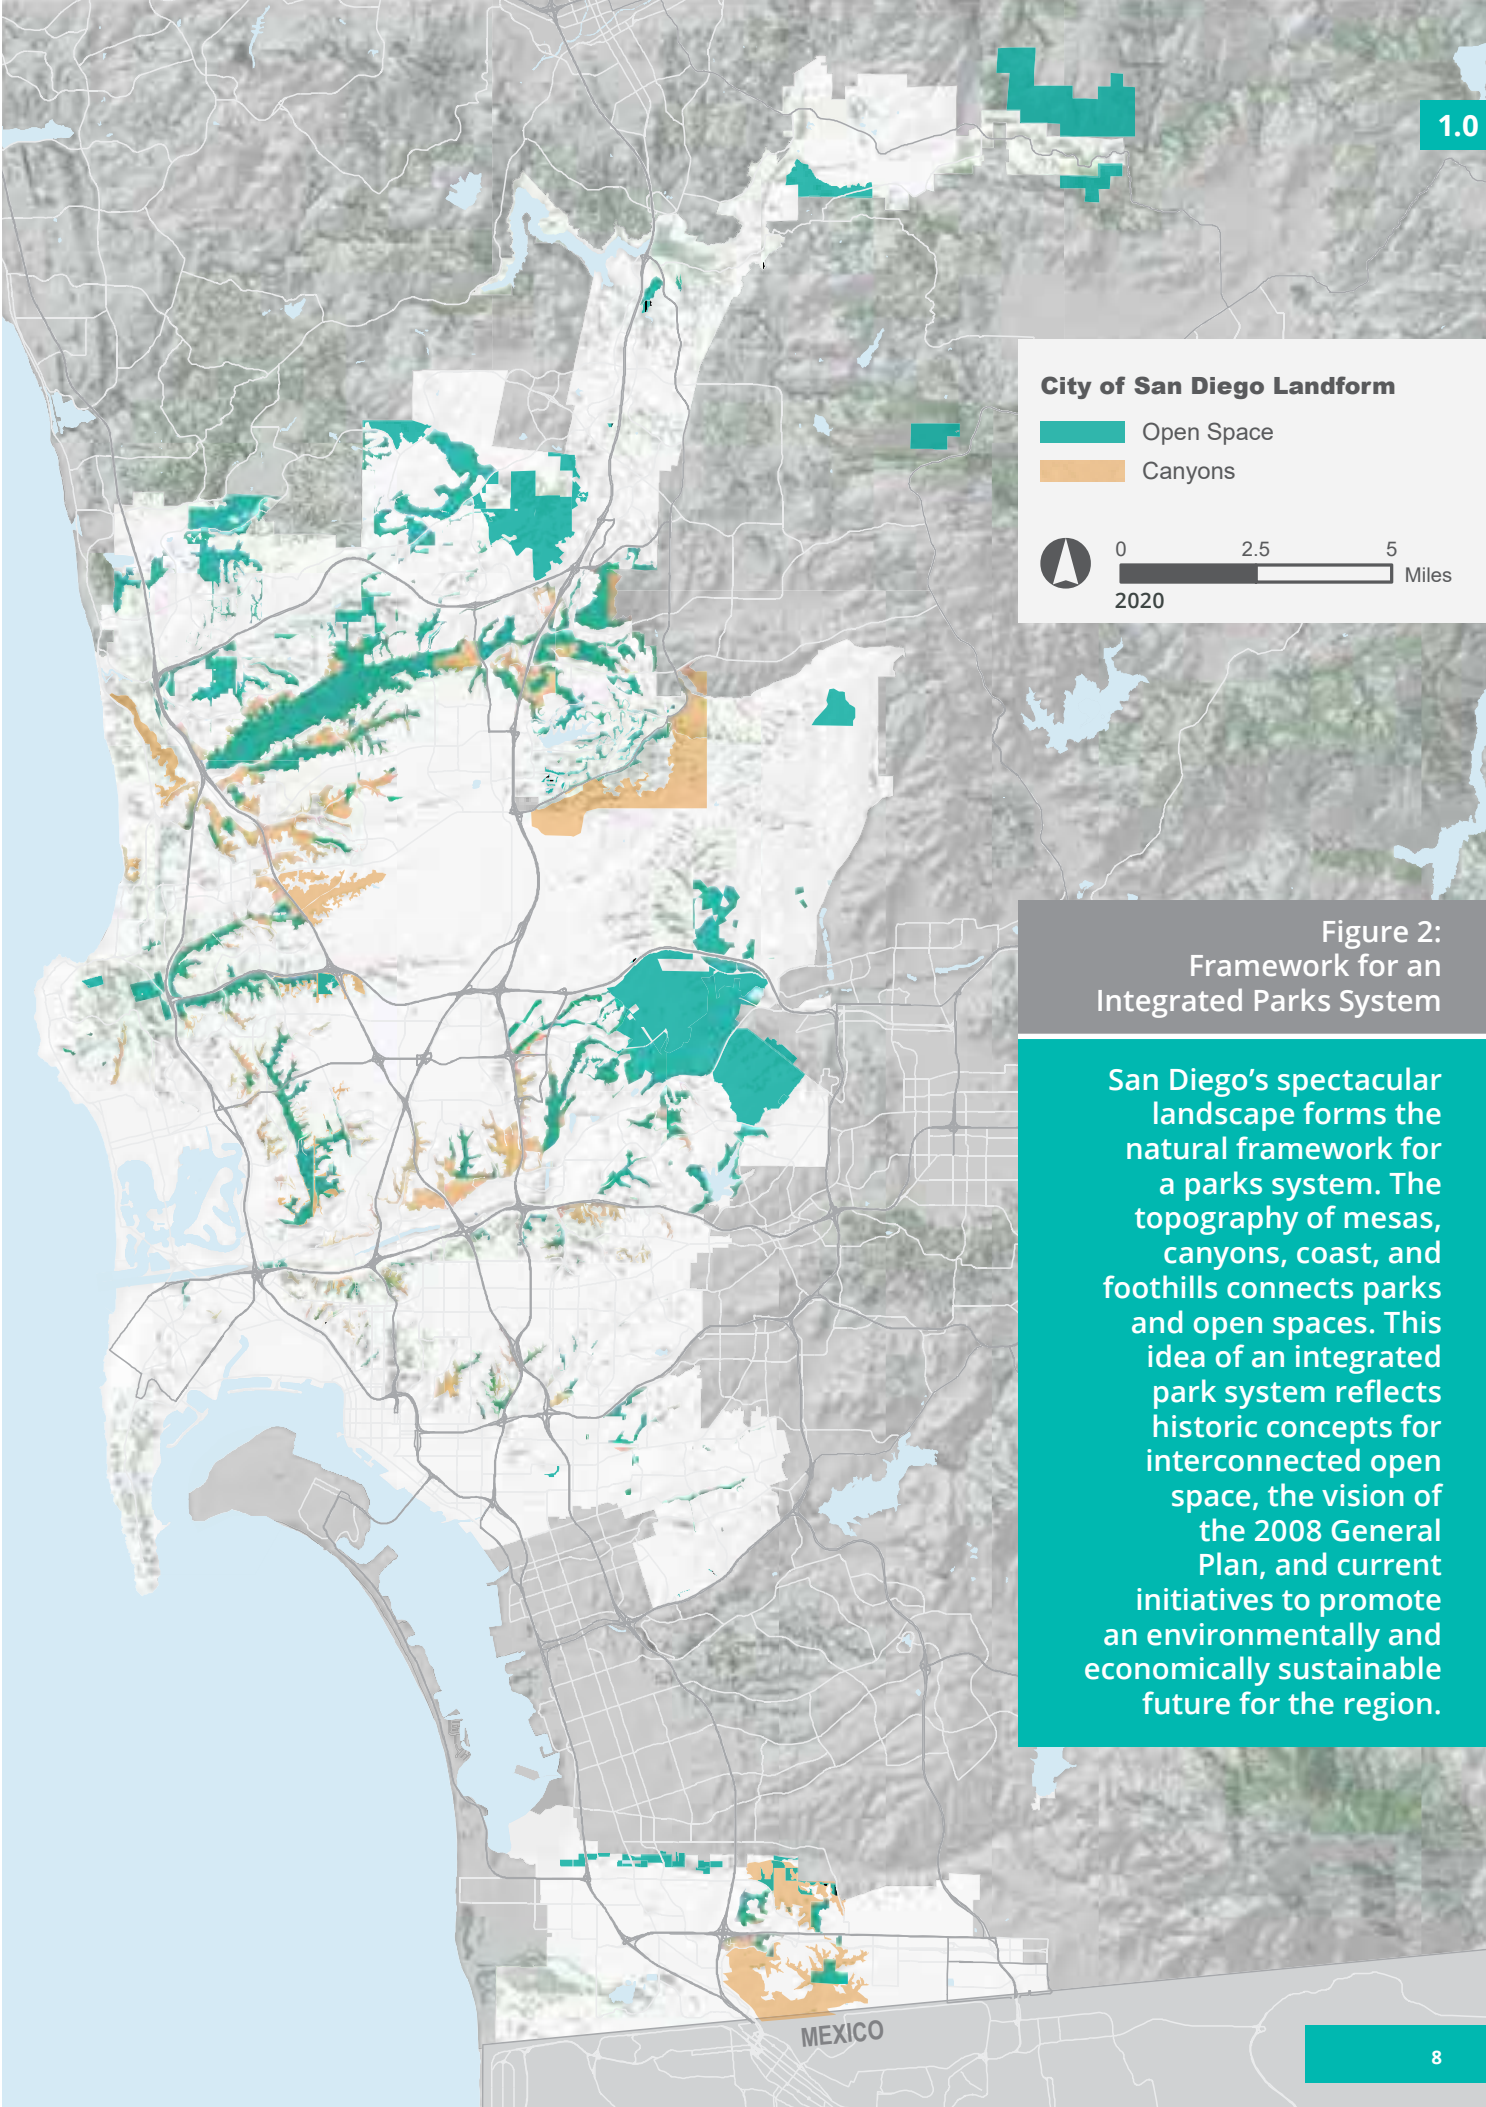 1.0
City of San Diego Landform
Open Space
Canyons
0 2.5 5
Miles
2020
Figure 2:
Framework for an
Integrated Parks System
San Diego’s spectacular
landscape forms the
natural framework for
a parks system. The
topography of mesas,
canyons, coast, and
foothills connects parks
and open spaces. This
idea of an integrated
park system reflects
historic concepts for
interconnected open
space, the vision of
the 2008 General
Plan, and current
initiatives to promote
an environmentally and
economically sustainable
future for the region.
MEXICO
8